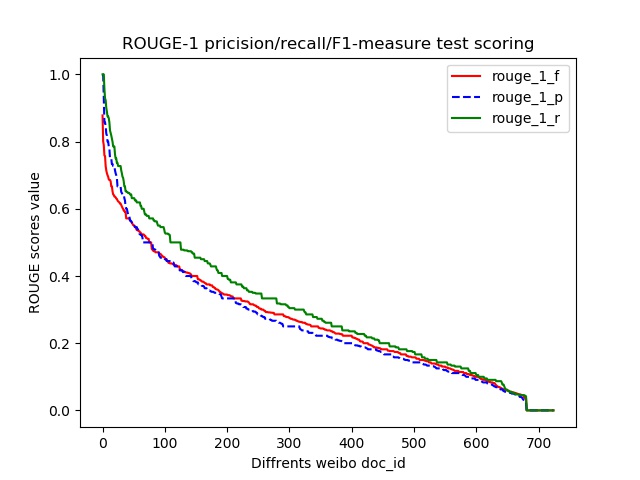 ROUGE-1 pricision/recall/F1-measure test scoring
rouge_1_f
rouge_1_p
rouge_1_r
ROUGE scores value
1.0
0.8
0.6
0.4
0.2
0.0
0 100 200 300 400 500 600 700
Diffrents weibo doc_id